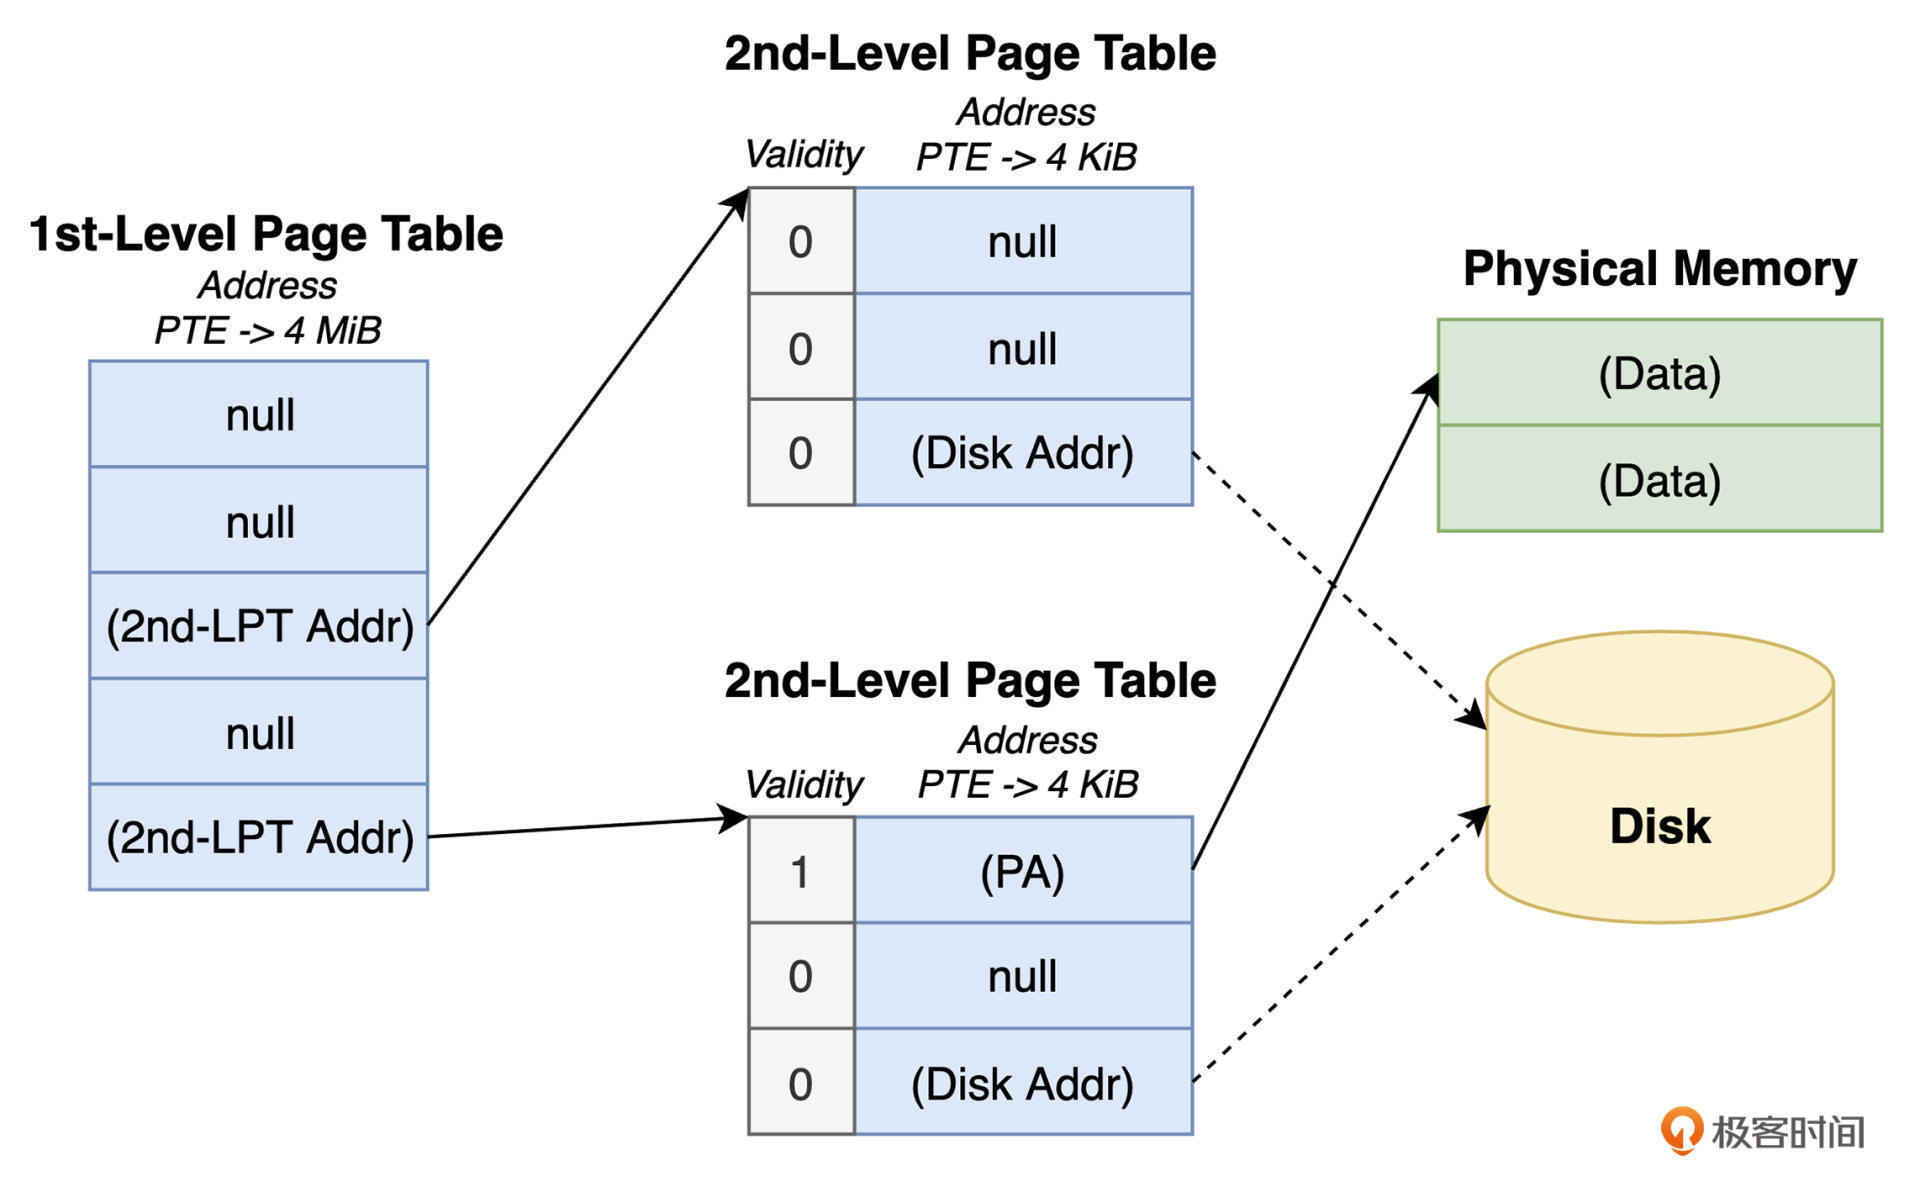 1st-Level Page Table
Address
PTE -> 4 MiB
null
null
(2nd-LPT Addr)
null
(2nd-LPT Addr)
2nd-Level Page Table
Address
Validity PTE -> 4 KiB
0 null
0 null
0 (Disk Addr)
2nd-Level Page Table
Address
Validity PTE -> 4 KiB
1 (PA)
0 null
0 (Disk Addr)
Physical Memory
(Data)
(Data)
Disk
极客时间